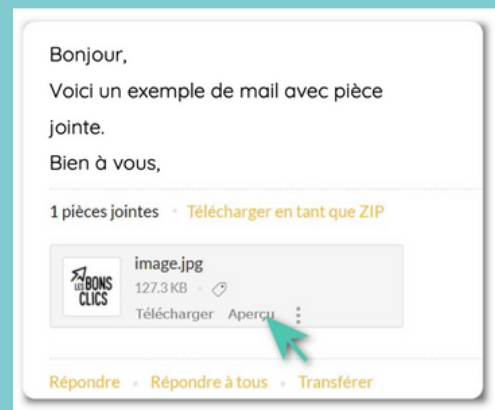 Bonjour,
Voici un exemple de mail avec pièce
jointe.
Bien à vous,
1 pièces jointes • Télécharger en tant que ZIP
LES BONS
CLICS
image.jpg
127.3 KB
Télécharger Aperçu
Répondre • Répondre à tous • Transférer